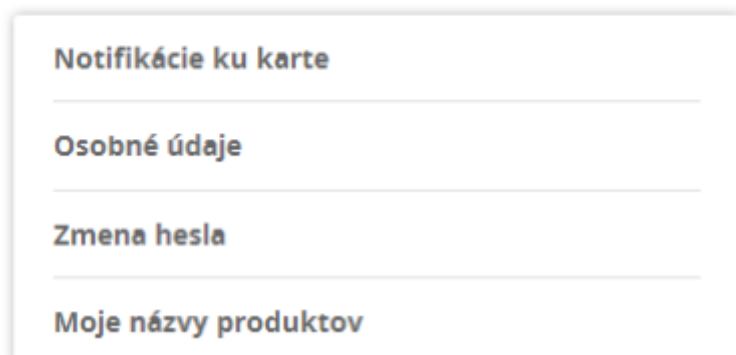 Notifikácie ku karte
Osobné údaje
Zmena hesla
Moje názvy produktov